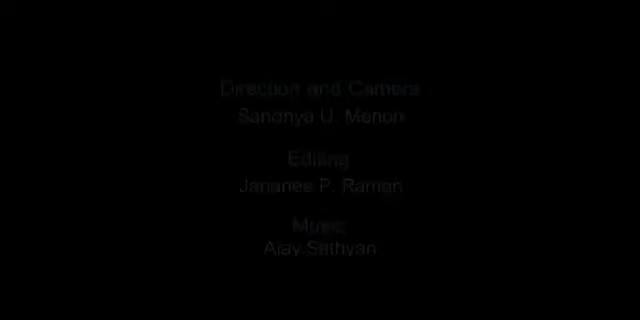 Direction and Camera
Sandhya U. Menon
Editing
Jananee P. Raman
Music
Ajay Sathyan